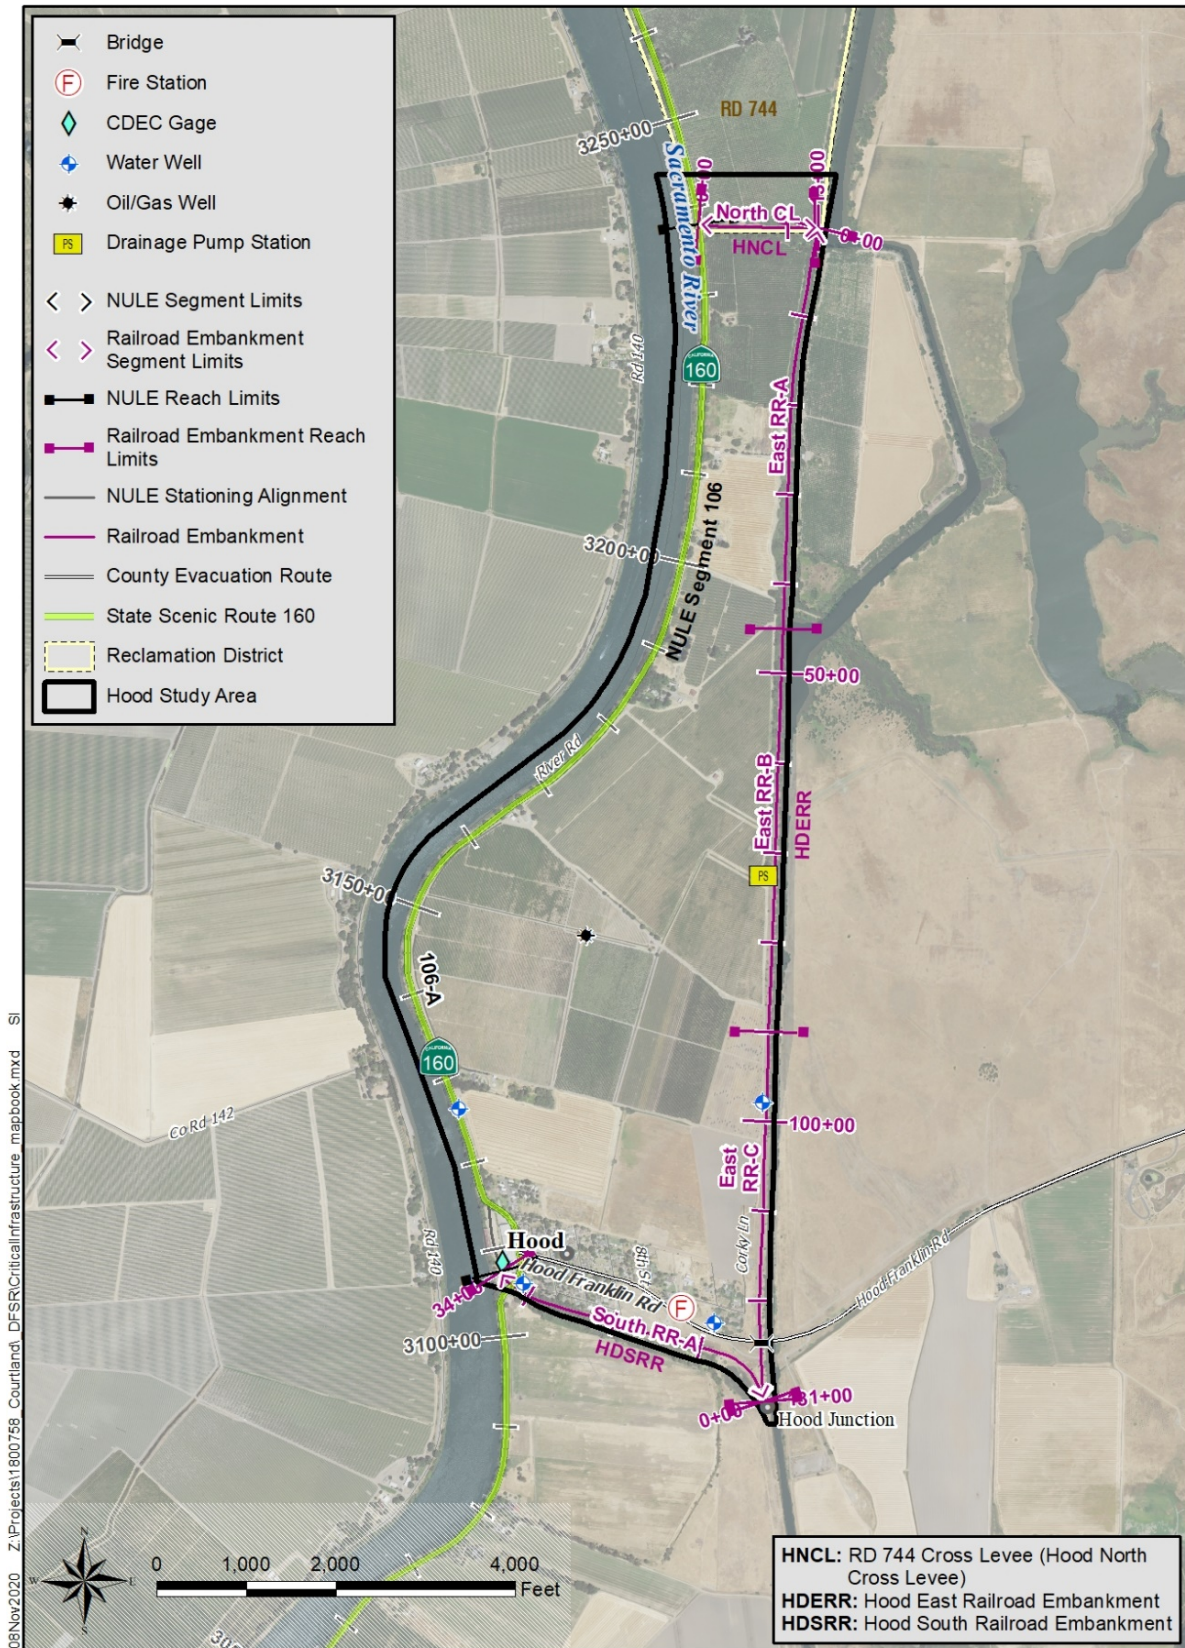 Bridge
F
Fire Station
CDEC Gage
Water Well
Oil/Gas Well
PS
Drainage Pump Station
NULE Segment Limits
Railroad Embankment
Segment Limits
NULE Reach Limits
Railroad Embankment Reach
Limits
NULE Stationing Alignment
Railroad Embankment
County Evacuation Route
State Scenic Route 160
Reclamation District
Hood Study Area
RD 744
3250+00
Sacramento River
North CL
HNCL
0+00
CALIFORNIA
160
Rd 140
East RR-A
3200+00
NULE Segment 106
50+00
River Rd
East RR-B
HDERR
PS
3150+00
106-A
CALIFORNIA
160
Co Rd 142
100+00
East
RR-C
Corky Ln
Rd 140
Hood
8th St
Hood Franklin Rd
Hood-Franklin Rd
F
South RR-A
HDSRR
3100+00
Hood Junction
08Nov2020 Z:\Projects\1800758_Courtland\_DFSR\CriticalInfrastructure_mapbook.mxd SI
N
W
E
S
0 1,000 2,000 4,000
Feet
HNCL: RD 744 Cross Levee (Hood North
Cross Levee)
HDERR: Hood East Railroad Embankment
HDSRR: Hood South Railroad Embankment